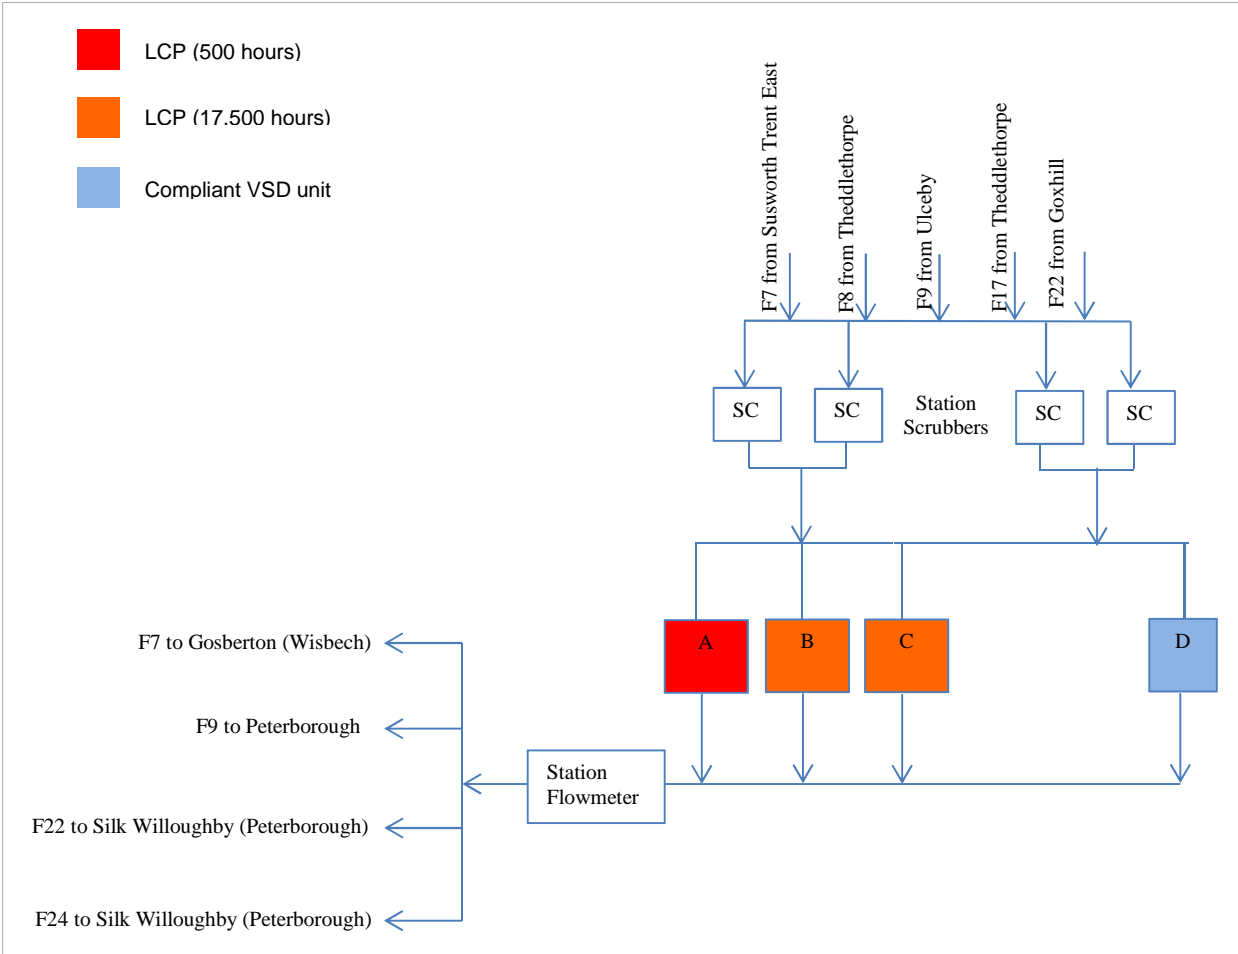 LCP (500 hours)
LCP (17,500 hours)
Compliant VSD unit
F7 from Susworth Trent East
F8 from Theddlethorpe
F9 from Ulceby
F17 from Theddlethorpe
F22 from Goxhill
SC
SC
Station
Scrubbers
SC
SC
A
B
C
D
F7 to Gosberton (Wisbech)
F9 to Peterborough
Station
Flowmeter
F22 to Silk Willoughby (Peterborough)
F24 to Silk Willoughby (Peterborough)